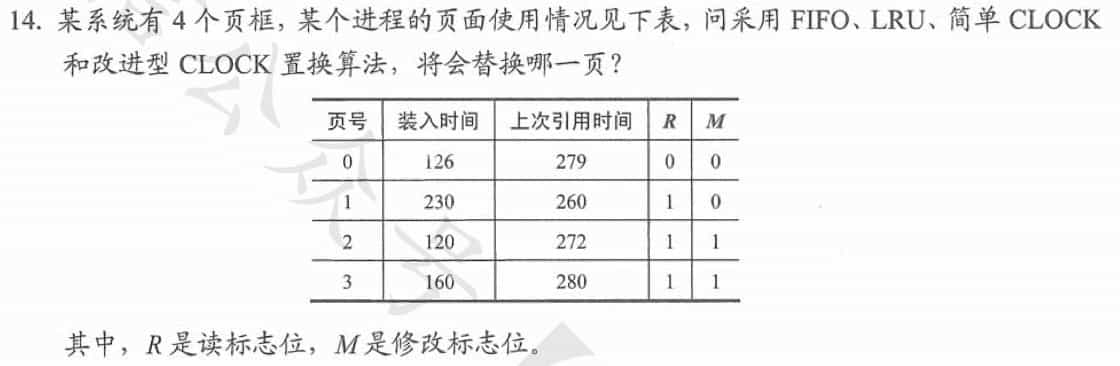 14. 某系统有 4 个页框，某个进程的页面使用情况见下表，问采用 FIFO、LRU、简单 CLOCK
和改进型 CLOCK 置换算法，将会替换哪一页？
页号 装入时间 上次引用时间 R M
0 126 279 0 0
1 230 260 1 0
2 120 272 1 1
3 160 280 1 1
其中，R 是读标志位，M 是修改标志位。